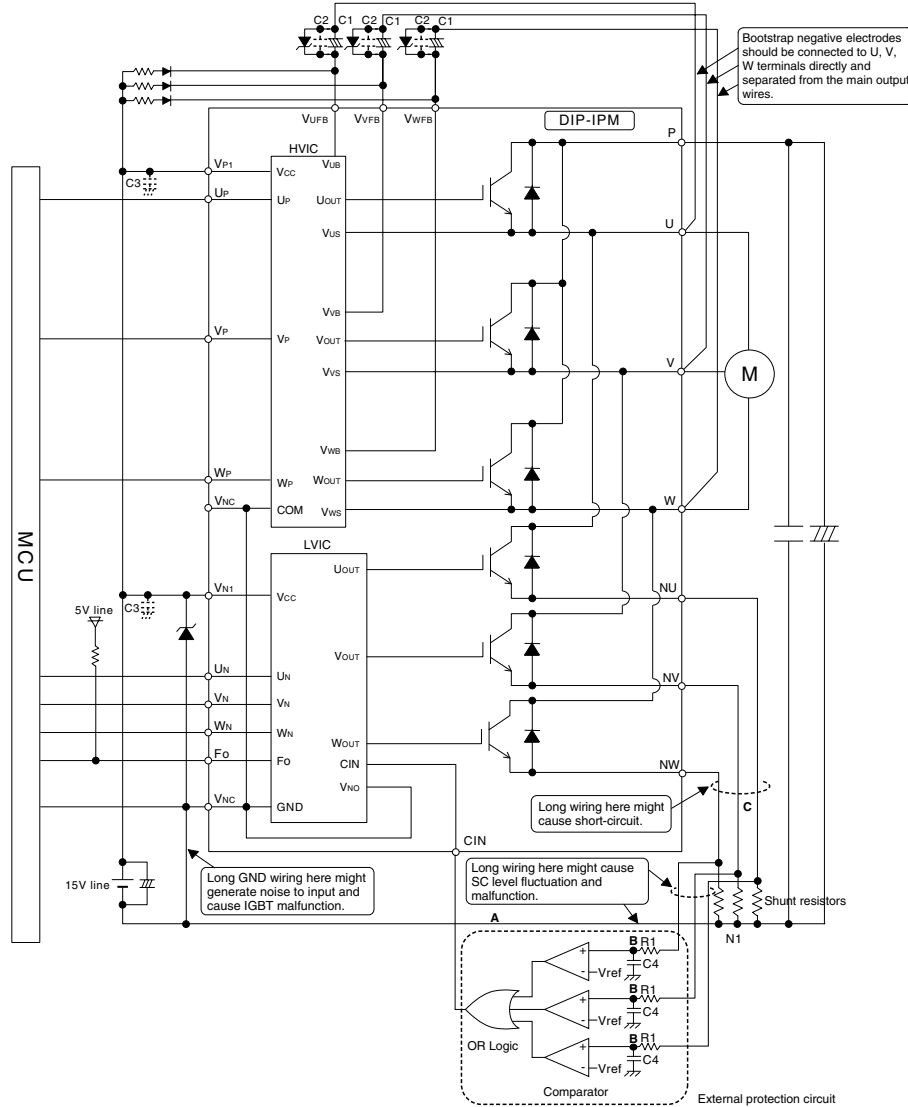 C2 C1 C2 C1 C2 C1
Bootstrap negative electrodes
should be connected to U, V,
W terminals directly and
separated from the main output
wires.
VUFB VVFB VWFB
DIP-IPM
P
HVIC
VP1
C3
VCC
VUB
UP
UP
UOUT
U
VUS
VVB
VP
VP
VOUT
V
VVS
M
VWB
WP
WP
WOUT
W
VNC
COM
VWS
MCU
LVIC
UOUT
VN1
VCC
C3
NU
5V line
VOUT
UN
UN
NV
VN
VN
WN
WN
WOUT
Fo
Fo
CIN
NW
VNO
VNC
GND
C
Long wiring here might
cause short-circuit.
CIN
15V line
Long GND wiring here might
generate noise to input and
cause IGBT malfunction.
Long wiring here might cause
SC level fluctuation and
malfunction.
Shunt resistors
A
N1
+
-
Vref
B R1
C4
+
-
Vref
B R1
C4
+
-
Vref
B R1
C4
OR Logic
Comparator
External protection circuit